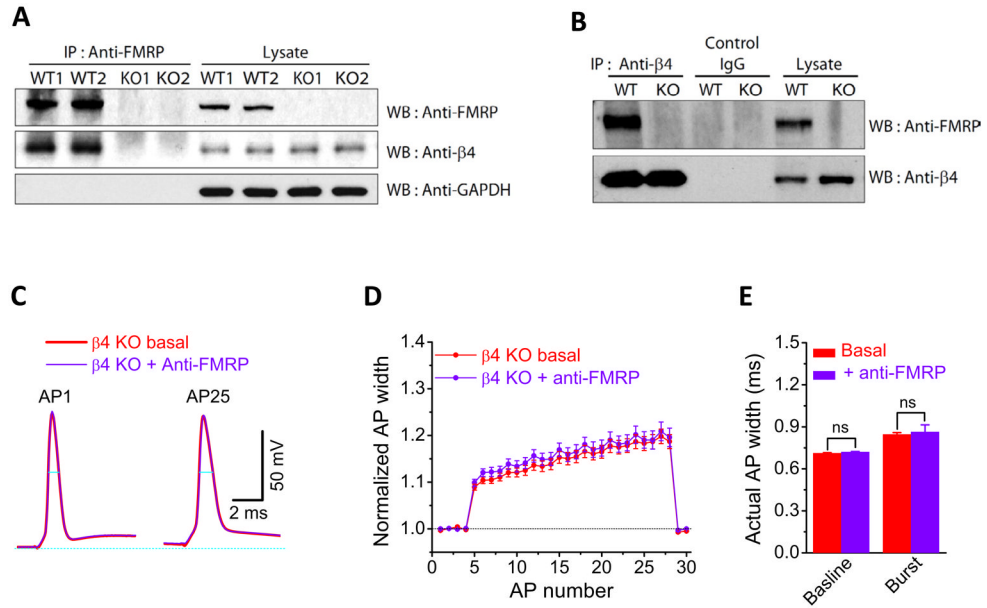 A
IP : Anti-FMRP
Lysate
WT1 WT2 KO1 KO2 WT1 WT2 KO1 KO2
WB : Anti-FMRP
WB : Anti-β4
WB : Anti-GAPDH
B
Control
IP : Anti-β4 IgG Lysate
WT KO WT KO WT KO
WB : Anti-FMRP
WB : Anti-β4
C
β4 KO basal
β4 KO + Anti-FMRP
AP1 AP25
50 mV
2 ms
D
Normalized AP width
1.4
1.3
1.2
1.1
1.0
β4 KO basal
β4 KO + anti-FMRP
0 5 10 15 20 25 30
AP number
E
Actual AP width (ms)
1.5
1.2
0.9
0.6
0.3
0.0
Basal
+ anti-FMRP
ns
ns
Basline
Burst